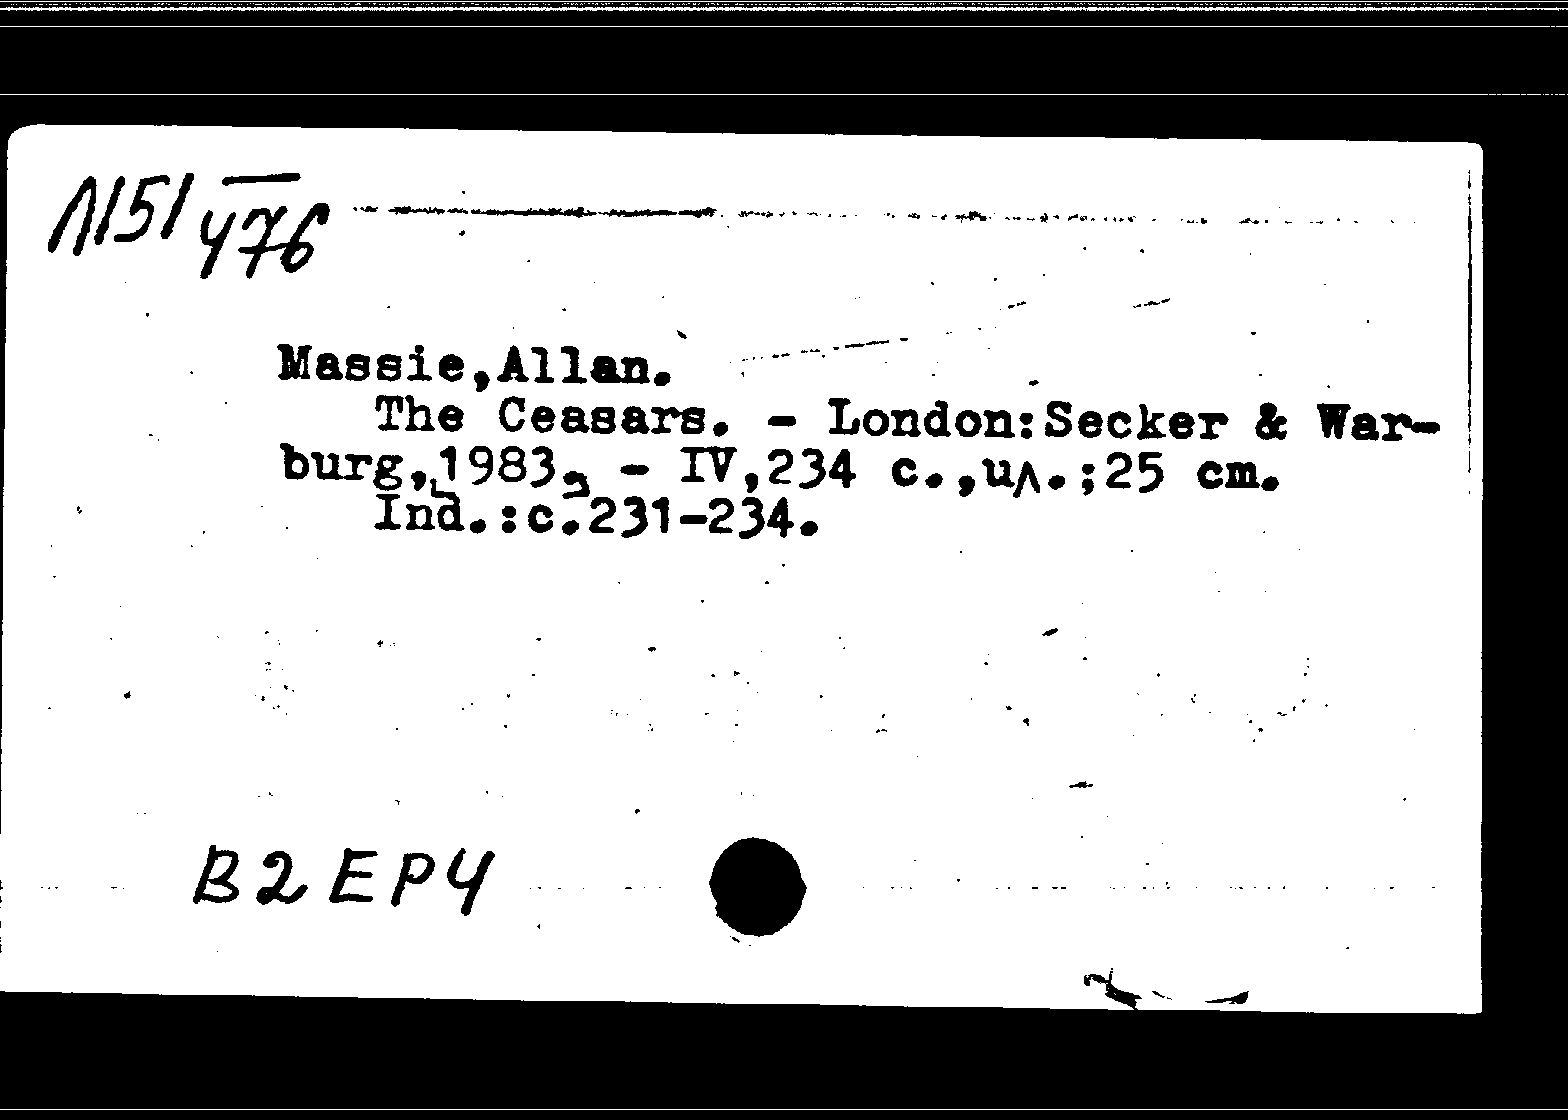 Л151
476
Massie,Allan.
The Ceasars. - London:Secker & War-
burg,1983. - IV,234 c.,ил.;25 cm.
Ind.:c.231-234.
B2EP4